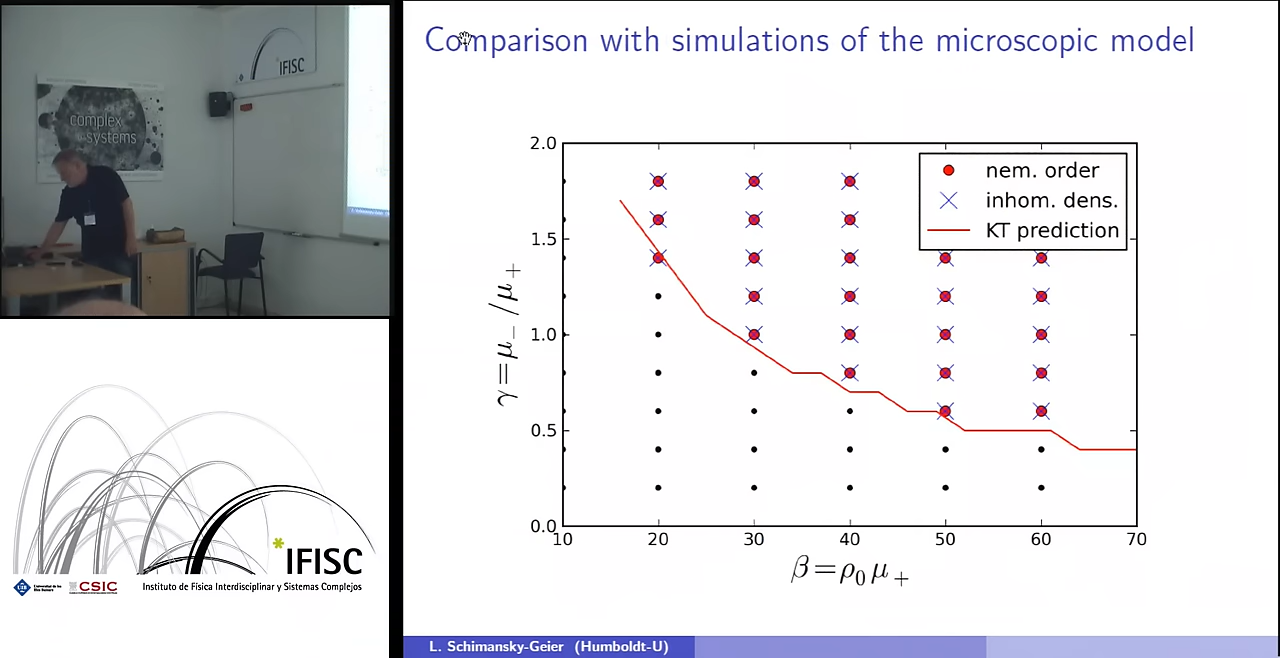 Comparison with simulations of the microscopic model
IFISC
complex
systems
2.0
1.5
1.0
0.5
0.0
10
20
30
40
50
60
70
γ=μ₋/μ₊
β=ρ₀μ₊
nem. order
inhom. dens.
KT prediction
IFISC
CSIC
Instituto de Física Interdisciplinar y Sistemas Complejos
L. Schimansky-Geier (Humboldt-U)